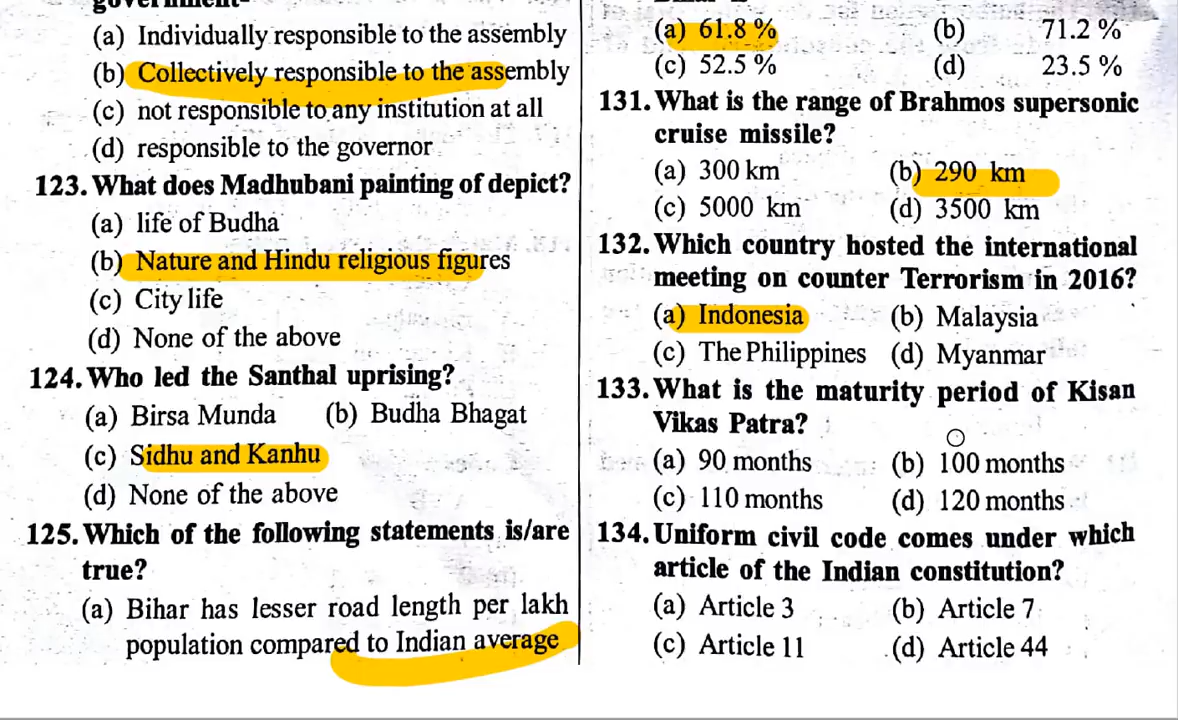 government-
(a) Individually responsible to the assembly
(b) Collectively responsible to the assembly
(c) not responsible to any institution at all
(d) responsible to the governor
123. What does Madhubani painting of depict?
(a) life of Budha
(b) Nature and Hindu religious figures
(c) City life
(d) None of the above
124. Who led the Santhal uprising?
(a) Birsa Munda (b) Budha Bhagat
(c) Sidhu and Kanhu
(d) None of the above
125. Which of the following statements is/are
true?
(a) Bihar has lesser road length per lakh
population compared to Indian average
(a) 61.8 % (b) 71.2 %
(c) 52.5 % (d) 23.5 %
131. What is the range of Brahmos supersonic
cruise missile?
(a) 300 km (b) 290 km
(c) 5000 km (d) 3500 km
132. Which country hosted the international
meeting on counter Terrorism in 2016?
(a) Indonesia (b) Malaysia
(c) The Philippines (d) Myanmar
133. What is the maturity period of Kisan
Vikas Patra?
(a) 90 months (b) 100 months
(c) 110 months (d) 120 months
134. Uniform civil code comes under which
article of the Indian constitution?
(a) Article 3 (b) Article 7
(c) Article 11 (d) Article 44